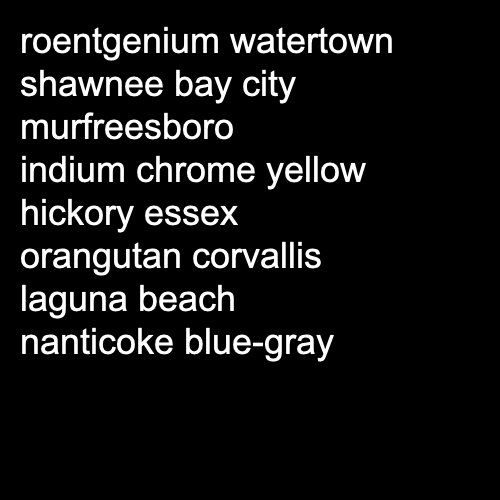 roentgenium watertown
shawnee bay city
murfreesboro
indium chrome yellow
hickory essex
orangutan corvallis
laguna beach
nanticoke blue-gray